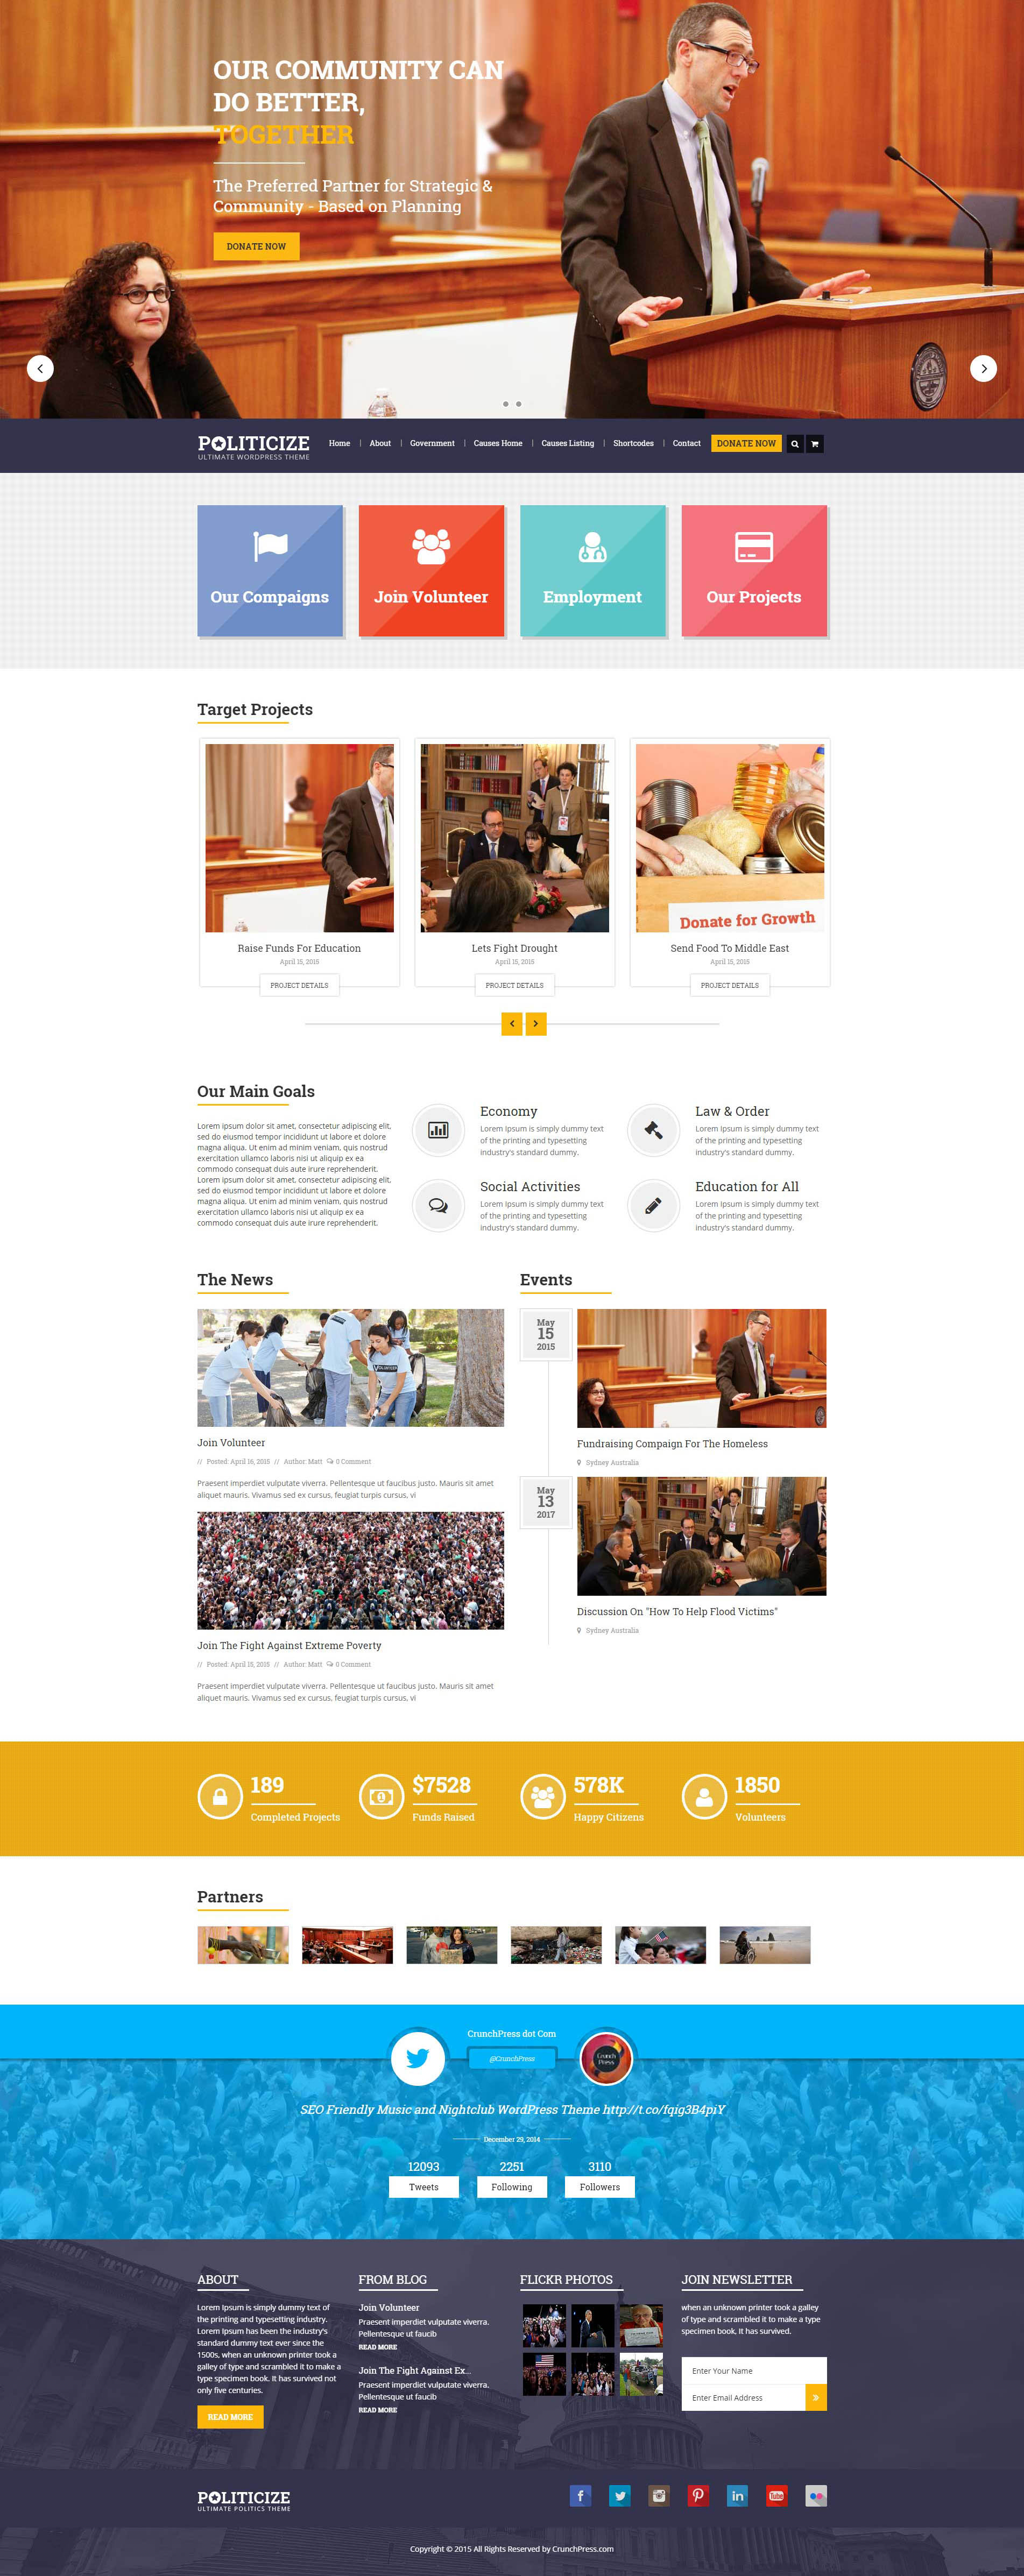 OUR COMMUNITY CAN
DO BETTER,
TOGETHER
The Preferred Partner for Strategic &
Community - Based on Planning
DONATE NOW
POLITICIZE
ULTIMATE WORDPRESS THEME
Home | About | Government | Causes Home | Causes Listing | Shortcodes | Contact DONATE NOW
Our Compaigns
Join Volunteer
Employment
Our Projects
Target Projects
Donate for Growth
Raise Funds For Education
April 15, 2015
PROJECT DETAILS
Lets Fight Drought
April 15, 2015
PROJECT DETAILS
Send Food To Middle East
April 15, 2015
PROJECT DETAILS
Our Main Goals
Lorem ipsum dolor sit amet, consectetur adipiscing elit,
sed do eiusmod tempor incididunt ut labore et dolore
magna aliqua. Ut enim ad minim veniam, quis nostrud
exercitation ullamco laboris nisi ut aliquip ex ea
commodo consequat duis aute irure reprehenderit.
Lorem ipsum dolor sit amet, consectetur adipiscing elit,
sed do eiusmod tempor incididunt ut labore et dolore
magna aliqua. Ut enim ad minim veniam, quis nostrud
exercitation ullamco laboris nisi ut aliquip ex ea
commodo consequat duis aute irure reprehenderit.
Economy
Lorem Ipsum is simply dummy text
of the printing and typesetting
industry's standard dummy.
Law & Order
Lorem Ipsum is simply dummy text
of the printing and typesetting
industry's standard dummy.
Social Activities
Lorem Ipsum is simply dummy text
of the printing and typesetting
industry's standard dummy.
Education for All
Lorem Ipsum is simply dummy text
of the printing and typesetting
industry's standard dummy.
The News
VOLUNTEER
Join Volunteer
// Posted: April 16, 2015 // Author: Matt 0 Comment
Praesent imperdiet vulputate viverra. Pellentesque ut faucibus justo. Mauris sit amet
aliquet mauris. Vivamus sed ex cursus, feugiat turpis cursus, vi
Join The Fight Against Extreme Poverty
// Posted: April 15, 2015 // Author: Matt 0 Comment
Praesent imperdiet vulputate viverra. Pellentesque ut faucibus justo. Mauris sit amet
aliquet mauris. Vivamus sed ex cursus, feugiat turpis cursus, vi
Events
May
15
2015
Fundraising Compaign For The Homeless
Sydney Australia
May
13
2017
Discussion On "How To Help Flood Victims"
Sydney Australia
189
Completed Projects
$7528
Funds Raised
578K
Happy Citizens
1850
Volunteers
Partners
CrunchPress dot Com
@CrunchPress
Crunch
Press
SEO Friendly Music and Nightclub WordPress Theme http://t.co/fqig3B4piY
December 29, 2014
12093
Tweets
2251
Following
3110
Followers
ABOUT
Lorem Ipsum is simply dummy text of
the printing and typesetting industry.
Lorem Ipsum has been the industry's
standard dummy text ever since the
1500s, when an unknown printer took a
galley of type and scrambled it to make a
type specimen book. It has survived not
only five centuries.
READ MORE
FROM BLOG
Join Volunteer
Praesent imperdiet vulputate viverra.
Pellentesque ut faucib
READ MORE
Join The Fight Against Ex...
Praesent imperdiet vulputate viverra.
Pellentesque ut faucib
READ MORE
FLICKR PHOTOS
JOIN NEWSLETTER
when an unknown printer took a galley
of type and scrambled it to make a type
specimen book, It has survived.
Enter Your Name
Enter Email Address
POLITICIZE
ULTIMATE POLITICS THEME
You Tube
Copyright © 2015 All Rights Reserved by CrunchPress.com